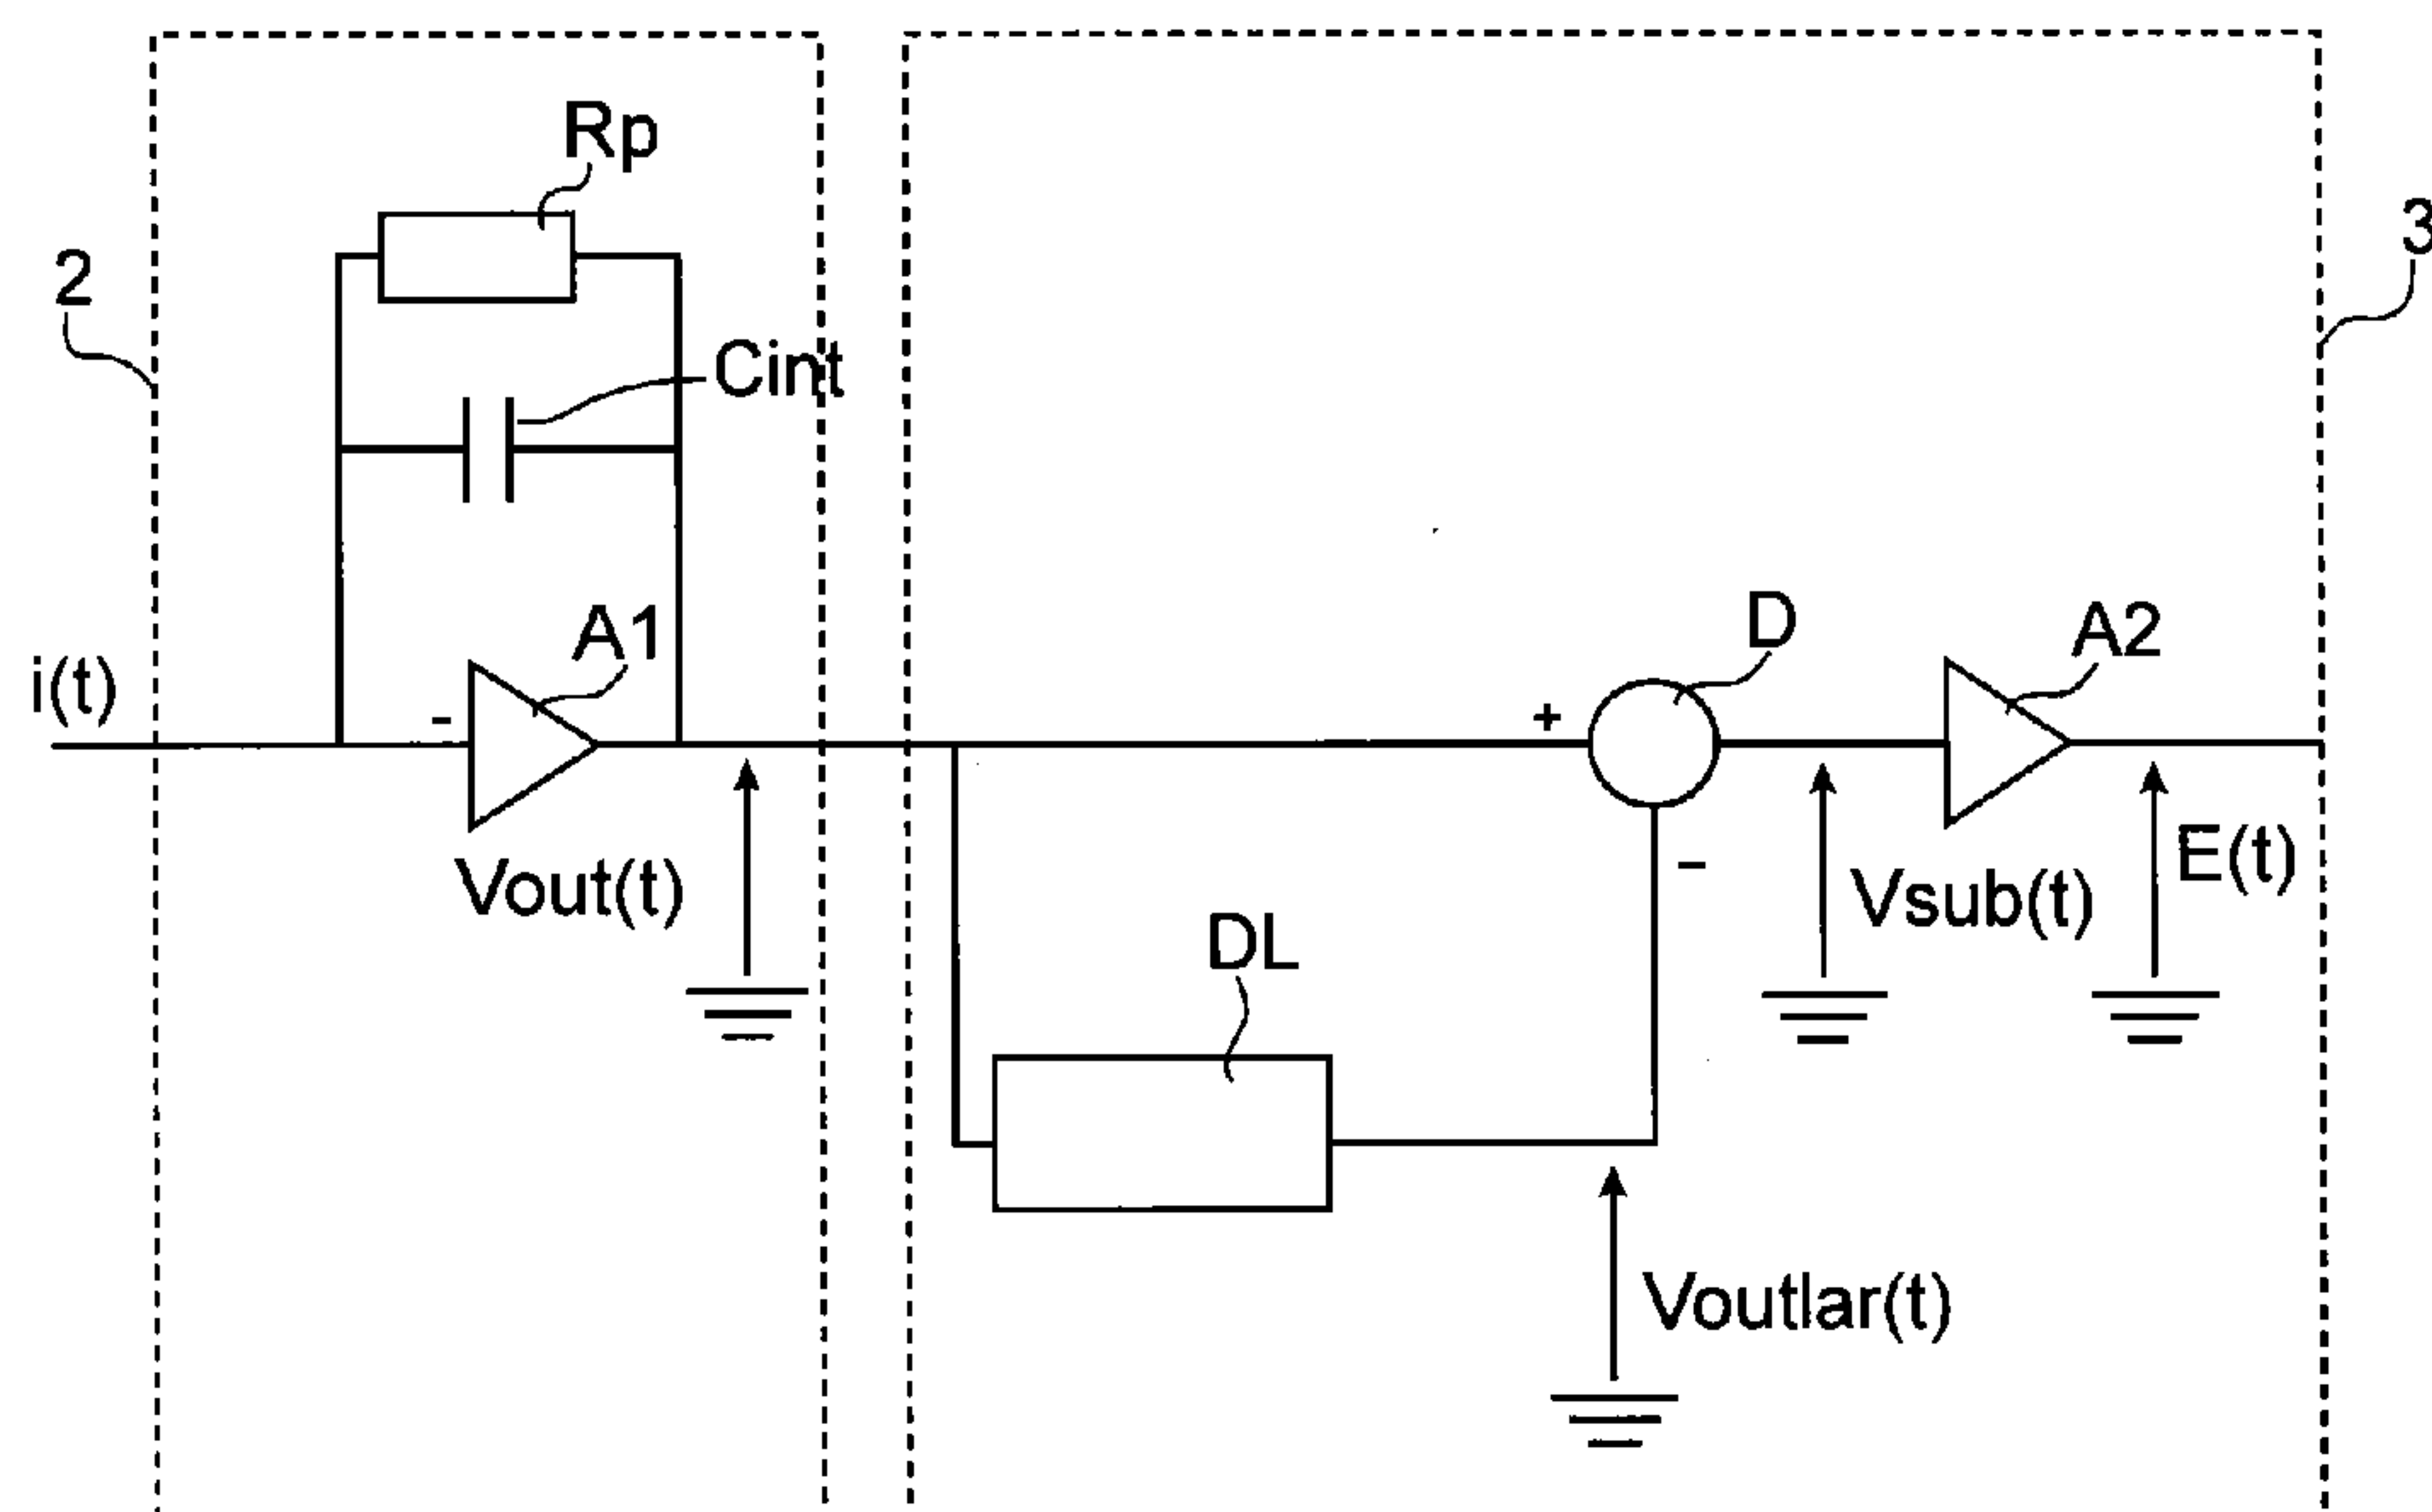 Rp
2
3
Cint
A1
D
A2
i(t)
-
+
-
Vout(t)
Vsub(t)
E(t)
DL
Voutlar(t)